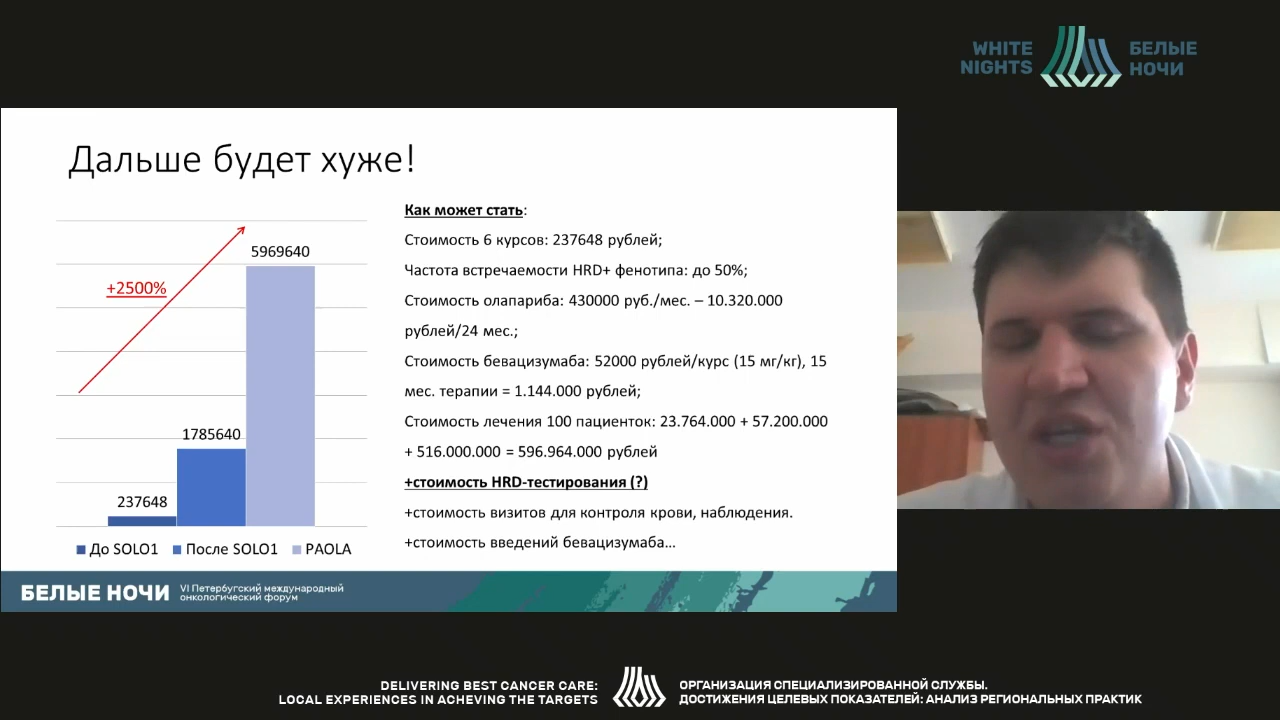 WHITE
NIGHTS
БЕЛЫЕ
НОЧИ
Дальше будет хуже!
+2500%
5969640
1785640
237648
До SOLO1
После SOLO1
PAOLA
Как может стать:
Стоимость 6 курсов: 237648 рублей;
Частота встречаемости HRD+ фенотипа: до 50%;
Стоимость олапариба: 430000 руб./мес. – 10.320.000
рублей/24 мес.;
Стоимость бевацизумаба: 52000 рублей/курс (15 мг/кг), 15
мес. терапии = 1.144.000 рублей;
Стоимость лечения 100 пациенток: 23.764.000 + 57.200.000
+ 516.000.000 = 596.964.000 рублей
+стоимость HRD-тестирования (?)
+стоимость визитов для контроля крови, наблюдения.
+стоимость введений бевацизумаба...
БЕЛЫЕ НОЧИ
VI Петербугский международный
онкологический форум
DELIVERING BEST CANCER CARE:
LOCAL EXPERIENCES IN ACHEVING THE TARGETS
ОРГАНИЗАЦИЯ СПЕЦИАЛИЗИРОВАННОЙ СЛУЖБЫ.
ДОСТИЖЕНИЯ ЦЕЛЕВЫХ ПОКАЗАТЕЛЕЙ: АНАЛИЗ РЕГИОНАЛЬНЫХ ПРАКТИК